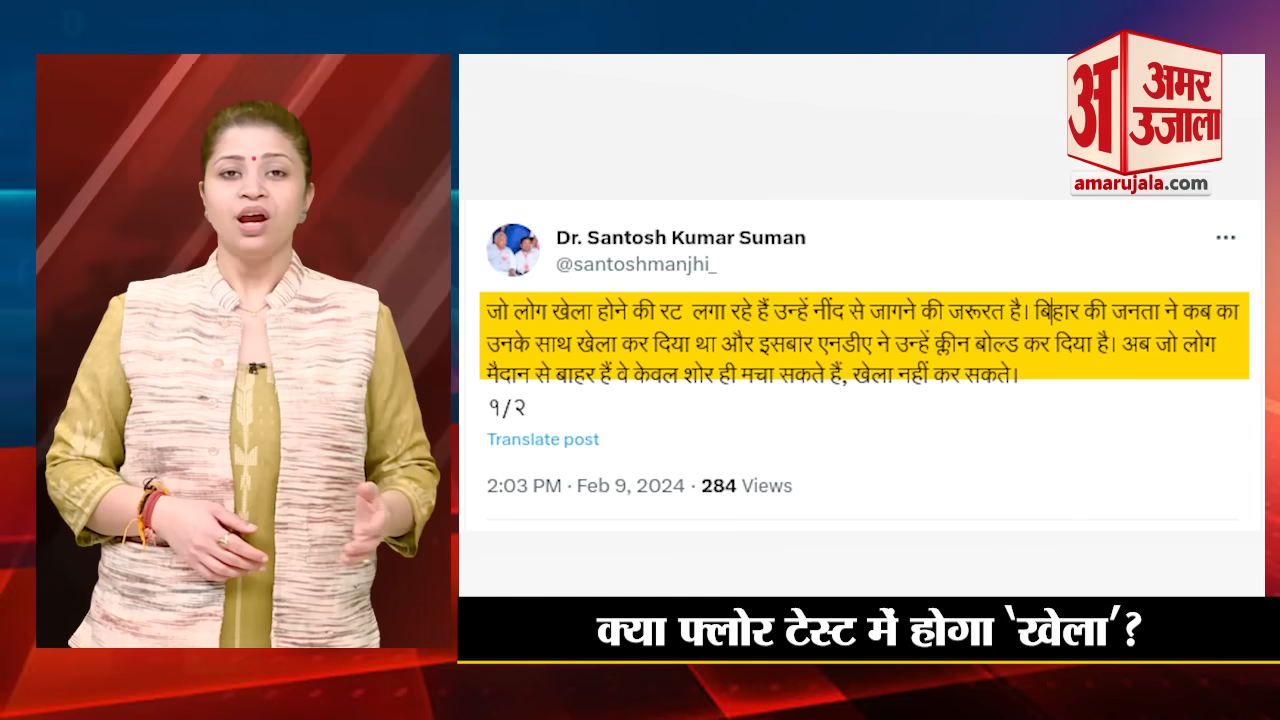 अ
अमर
उजाला
amarujala.com
Dr. Santosh Kumar Suman
@santoshmanjhi_
जो लोग खेला होने की रट लगा रहे हैं उन्हें नींद से जागने की जरूरत है। बिहार की जनता ने कब का
उनके साथ खेला कर दिया था और इसबार एनडीए ने उन्हें क्लीन बोल्ड कर दिया है। अब जो लोग
मैदान से बाहर हैं वे केवल शोर ही मचा सकते हैं, खेला नहीं कर सकते।
१/२
Translate post
2:03 PM · Feb 9, 2024 · 284 Views
क्या फ्लोर टेस्ट में होगा 'खेला'?